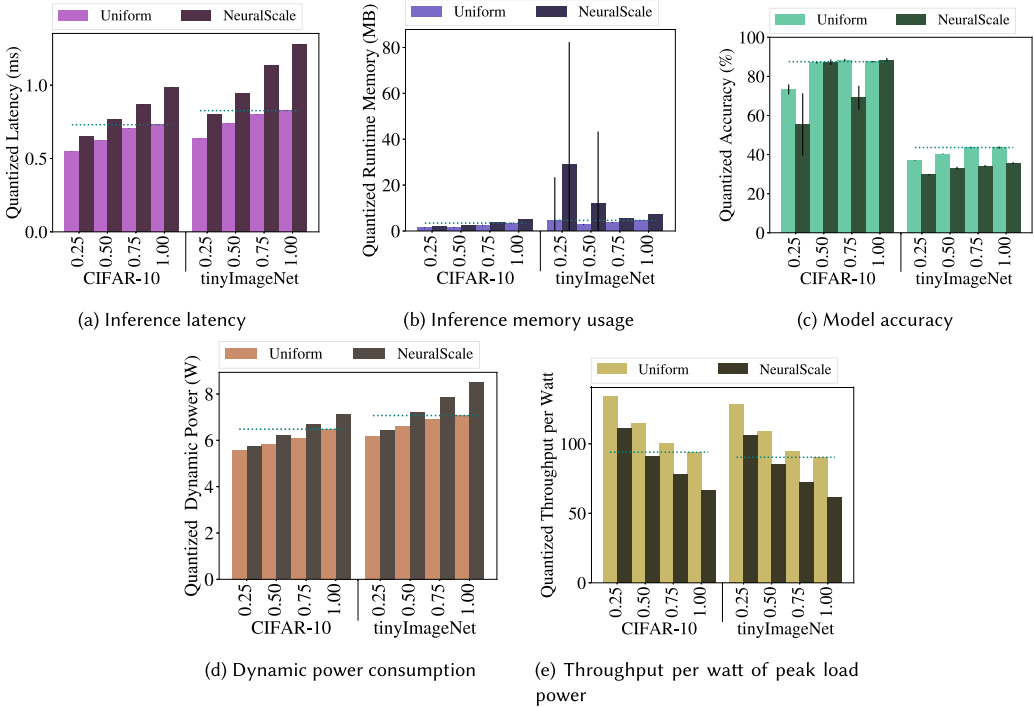 Uniform NeuralScale
Quantized Latency (ms)
1.0
0.5
0.0
0.25 0.50 0.75 1.00 0.25 0.50 0.75 1.00
CIFAR-10 tinyImageNet
(a) Inference latency
Uniform NeuralScale
Quantized Runtime Memory (MB)
80
60
40
20
0
0.25 0.50 0.75 1.00 0.25 0.50 0.75 1.00
CIFAR-10 tinyImageNet
(b) Inference memory usage
Uniform NeuralScale
Quantized Accuracy (%)
100
80
60
40
20
0
0.25 0.50 0.75 1.00 0.25 0.50 0.75 1.00
CIFAR-10 tinyImageNet
(c) Model accuracy
Uniform NeuralScale
Quantized Dynamic Power (W)
8
6
4
2
0
0.25 0.50 0.75 1.00 0.25 0.50 0.75 1.00
CIFAR-10 tinyImageNet
(d) Dynamic power consumption
Uniform NeuralScale
Quantized Throughput per Watt
100
50
0
0.25 0.50 0.75 1.00 0.25 0.50 0.75 1.00
CIFAR-10 tinyImageNet
(e) Throughput per watt of peak load
power